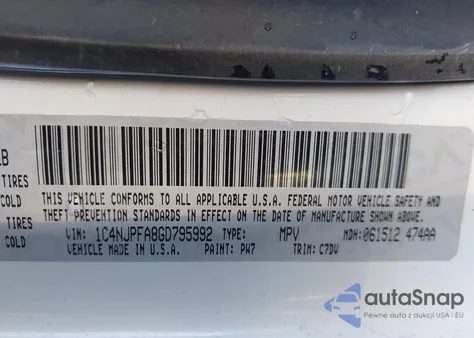 LB
TIRES
COLD
TIRES
COLD
THIS VEHICLE CONFORMS TO ALL APPLICABLE U.S.A. FEDERAL MOTOR VEHICLE SAFETY AND
THEFT PREVENTION STANDARDS IN EFFECT ON THE DATE OF MANUFACTURE SHOWN ABOVE.
VIN: 1C4NJPFA8GD795992 TYPE: MPV MDH: 061512 474AA
MADE IN U.S.A. PAINT: PW7 TRIM: C7DV
autoSnap
Pewne auta z aukcji USA i EU